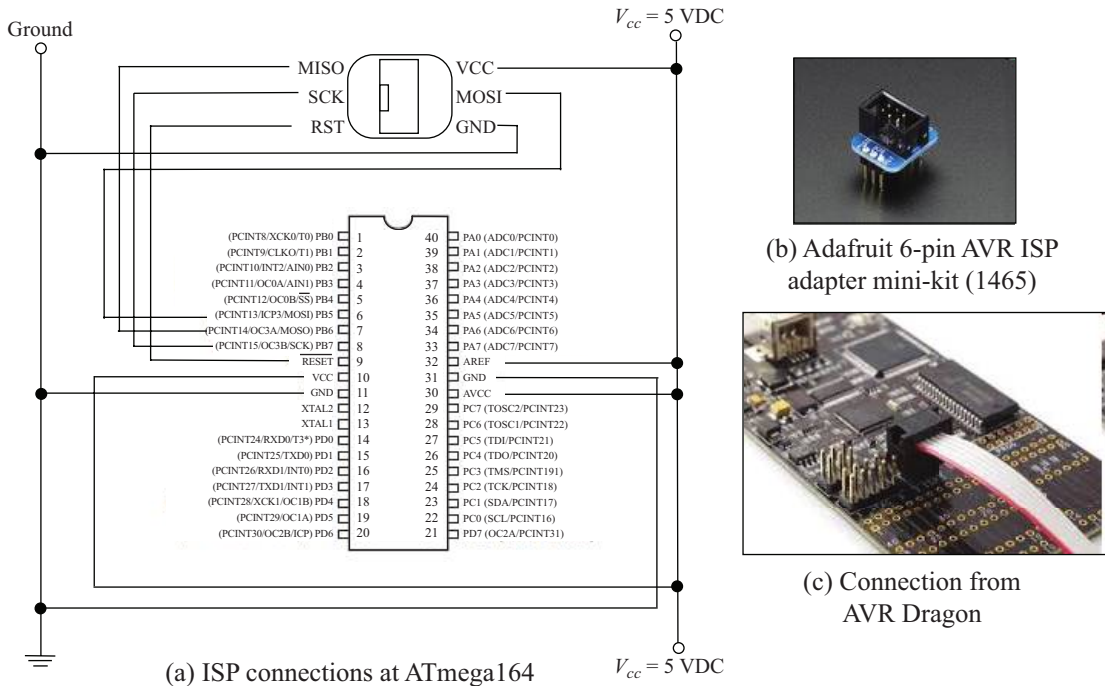 Ground
V_cc = 5 VDC
MISO
SCK
RST
VCC
MOSI
GND
(PCINT8/XCK0/T0) PB0 1
(PCINT9/CLKO/T1) PB1 2
(PCINT10/INT2/AIN0) PB2 3
(PCINT11/OC0A/AIN1) PB3 4
(PCINT12/OC0B/SS) PB4 5
(PCINT13/ICP3/MOSI) PB5 6
(PCINT14/OC3A/MOSO) PB6 7
(PCINT15/OC3B/SCK) PB7 8
RESET 9
VCC 10
GND 11
XTAL2 12
XTAL1 13
(PCINT24/RXD0/T3*) PD0 14
(PCINT25/TXD0) PD1 15
(PCINT26/RXD1/INT0) PD2 16
(PCINT27/TXD1/INT1) PD3 17
(PCINT28/XCK1/OC1B) PD4 18
(PCINT29/OC1A) PD5 19
(PCINT30/OC2B/ICP) PD6 20
40 PA0 (ADC0/PCINT0)
39 PA1 (ADC1/PCINT1)
38 PA2 (ADC2/PCINT2)
37 PA3 (ADC3/PCINT3)
36 PA4 (ADC4/PCINT4)
35 PA5 (ADC5/PCINT5)
34 PA6 (ADC6/PCINT6)
33 PA7 (ADC7/PCINT7)
32 AREF
31 GND
30 AVCC
29 PC7 (TOSC2/PCINT23)
28 PC6 (TOSC1/PCINT22)
27 PC5 (TDI/PCINT21)
26 PC4 (TDO/PCINT20)
25 PC3 (TMS/PCINT191)
24 PC2 (TCK/PCINT18)
23 PC1 (SDA/PCINT17)
22 PC0 (SCL/PCINT16)
21 PD7 (OC2A/PCINT31)
V_cc = 5 VDC
(a) ISP connections at ATmega164
(b) Adafruit 6-pin AVR ISP
adapter mini-kit (1465)
(c) Connection from
AVR Dragon